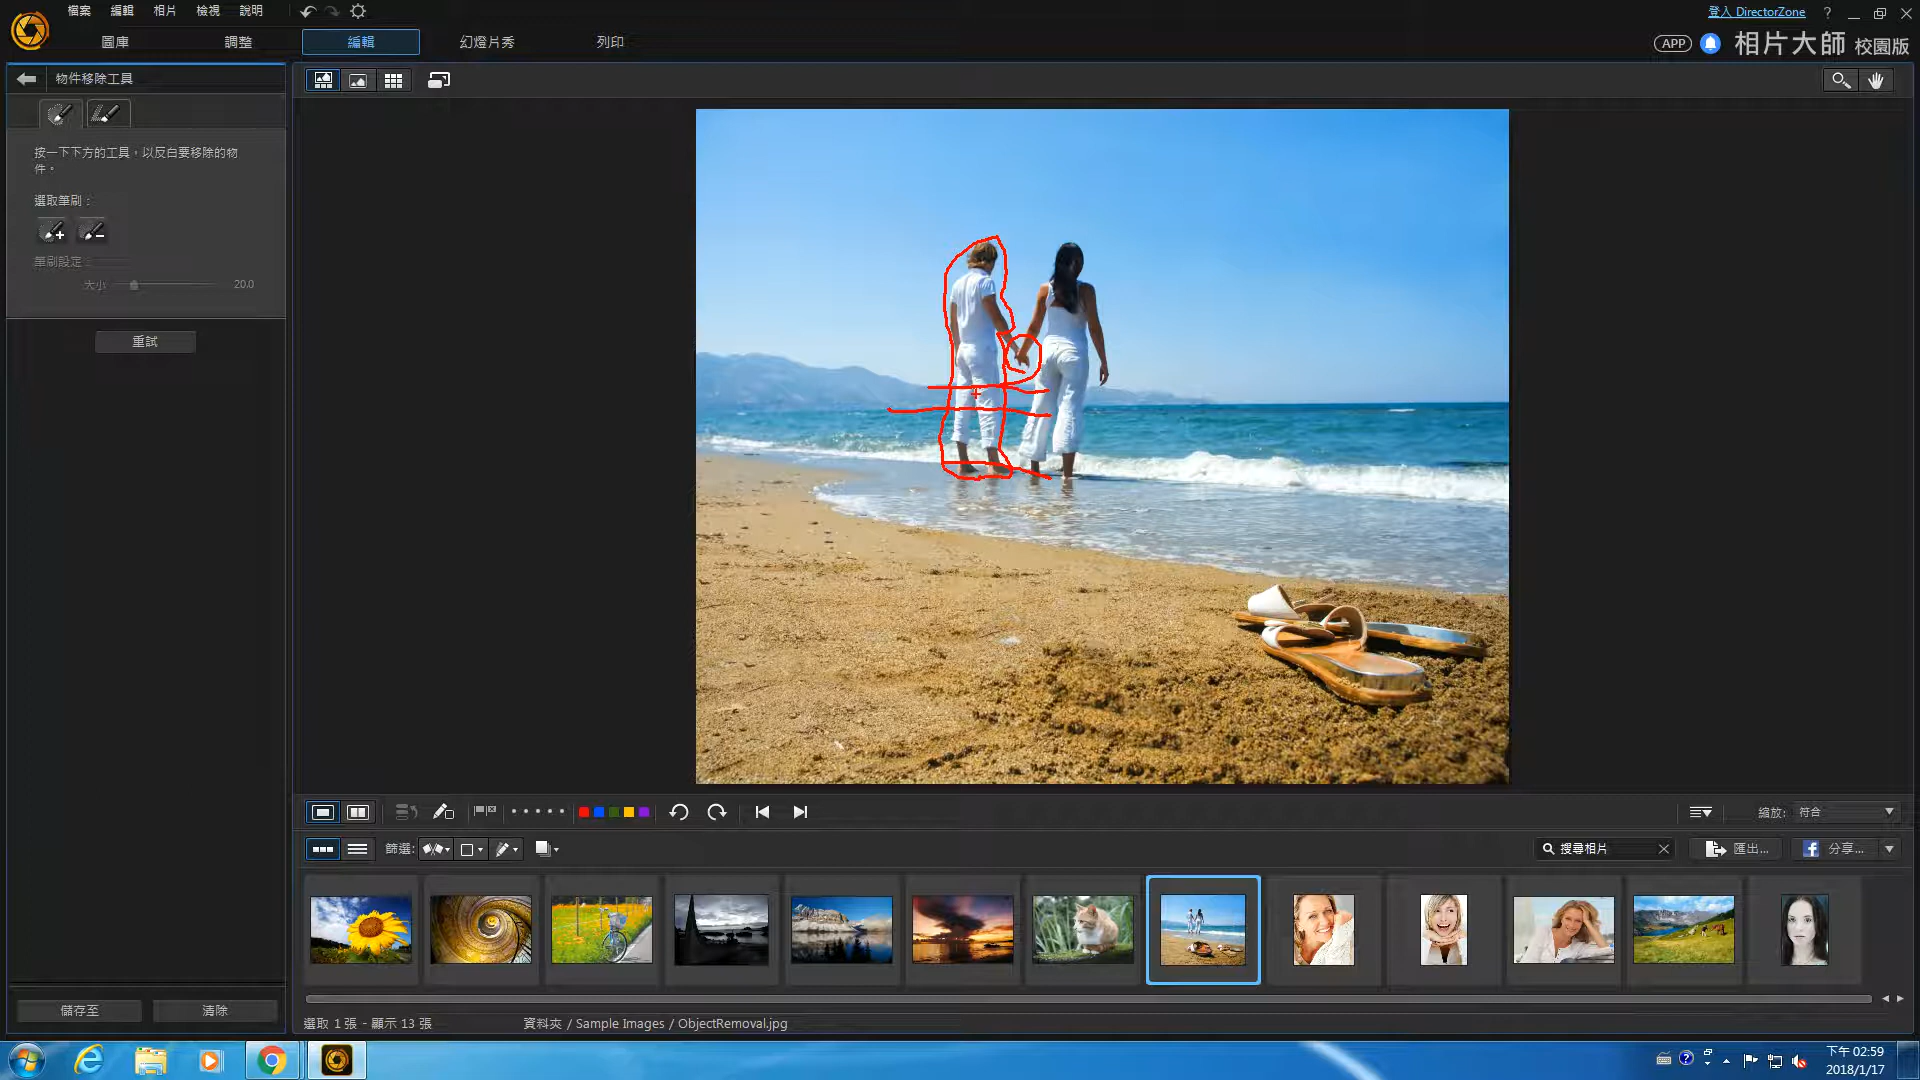 檔案 編輯 相片 檢視 說明
登入 DirectorZone ?
圖庫 調整 編輯 幻燈片秀 列印
APP 相片大師 校園版
物件移除工具
按一下下方的工具，以反白要移除的物
件。
選取筆刷：
筆刷設定：
大小 20.0
重試
縮放: 符合
篩選:
搜尋相片
匯出...
分享...
儲存至 清除
選取 1 張 - 顯示 13 張 資料夾 / Sample Images / ObjectRemoval.jpg
下午 02:59
2018/1/17